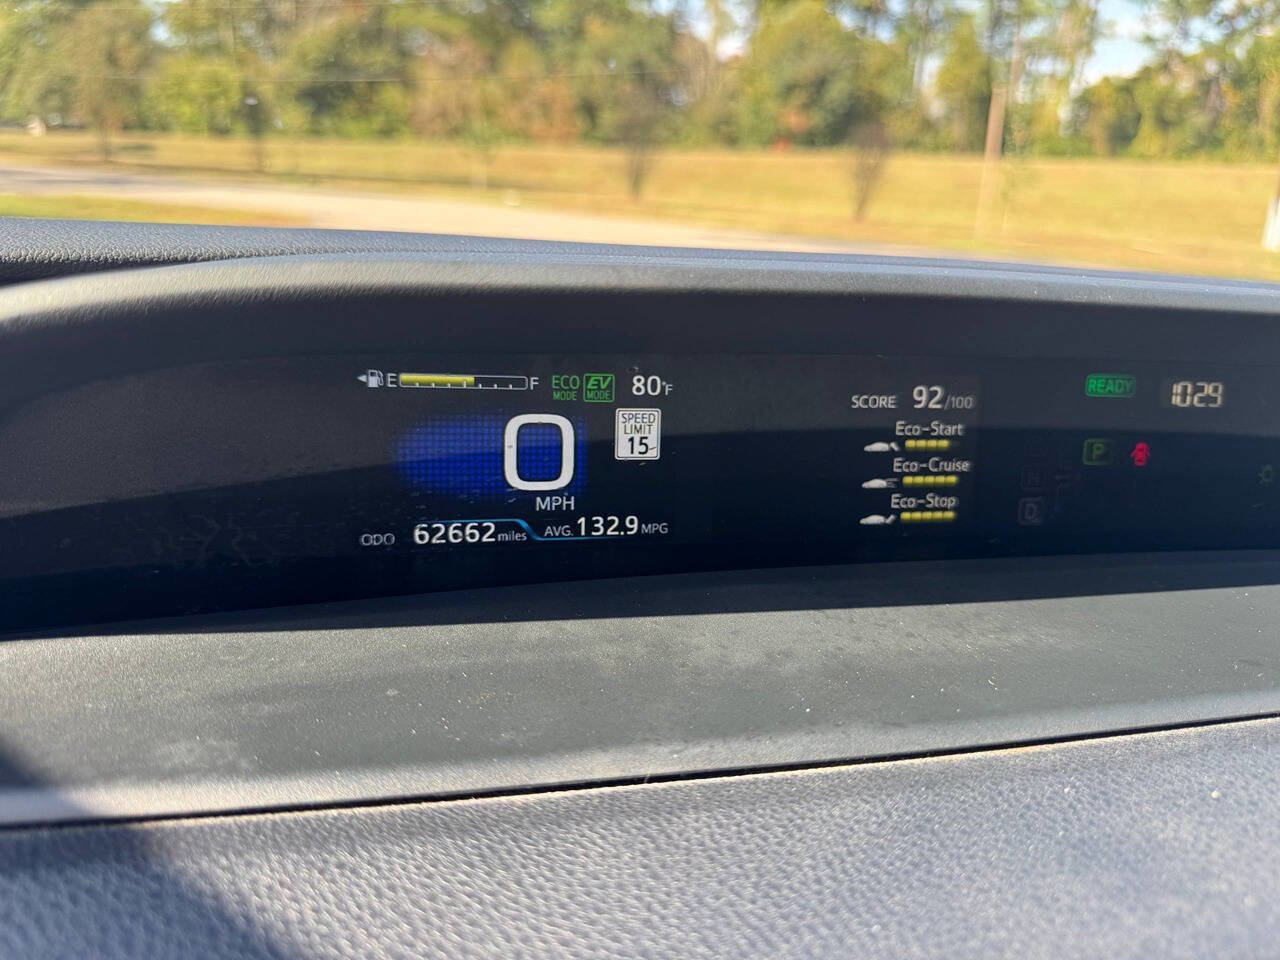 E F ECO MODE EV MODE 80°F
SPEED LIMIT 15
0
MPH
ODO 62662 miles AVG. 132.9 MPG
SCORE 92/100
Eco-Start
Eco-Cruise
Eco-Stop
READY 10:29
P
D